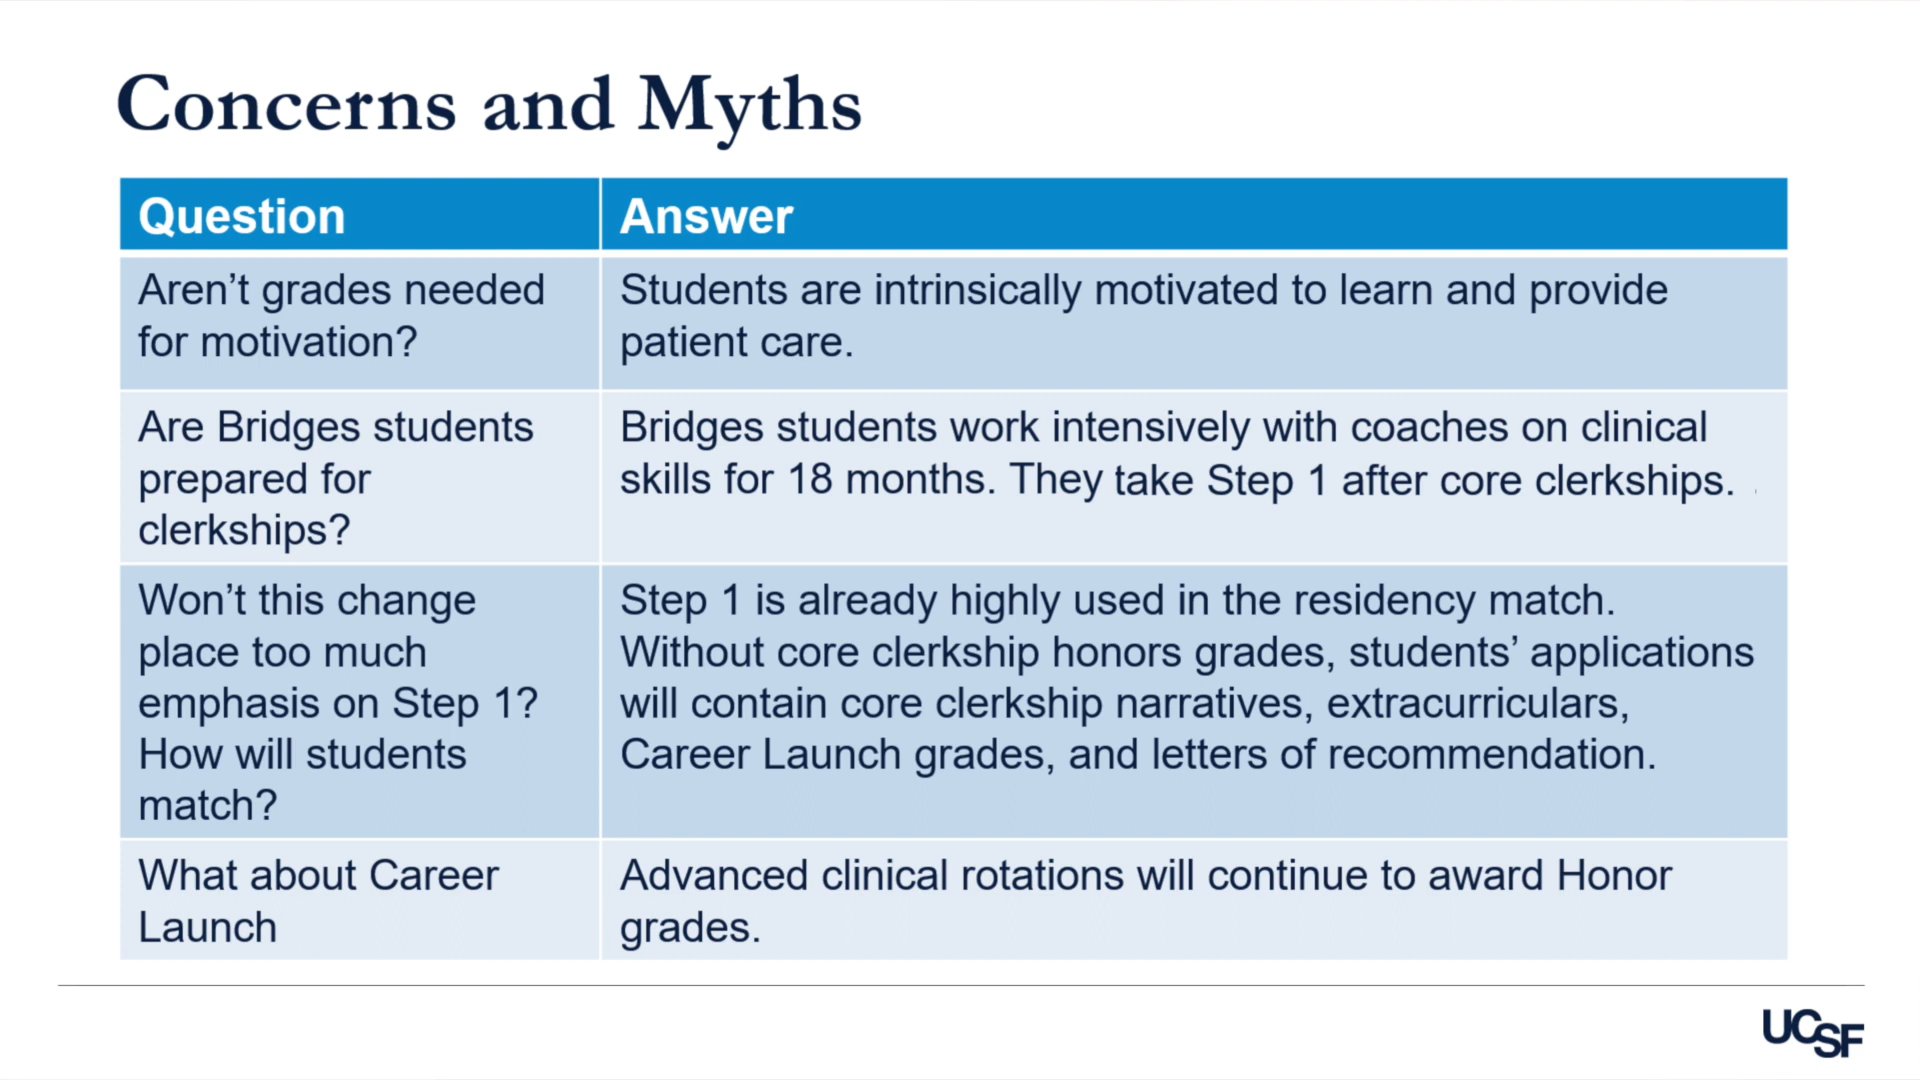 Concerns and Myths
Question
Answer
Aren’t grades needed
for motivation?
Students are intrinsically motivated to learn and provide
patient care.
Are Bridges students
prepared for
clerkships?
Bridges students work intensively with coaches on clinical
skills for 18 months. They take Step 1 after core clerkships.
Won’t this change
place too much
emphasis on Step 1?
How will students
match?
Step 1 is already highly used in the residency match.
Without core clerkship honors grades, students’ applications
will contain core clerkship narratives, extracurriculars,
Career Launch grades, and letters of recommendation.
What about Career
Launch
Advanced clinical rotations will continue to award Honor
grades.
UCSF